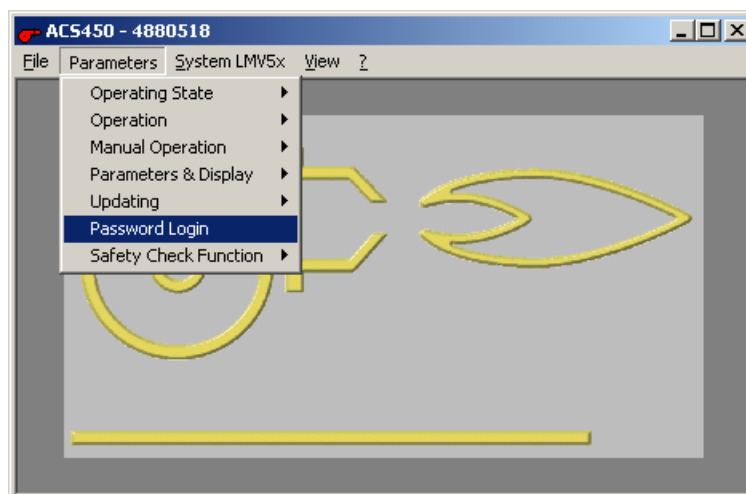 ACS450 - 4880518
File Parameters System LMV5x View ?
Operating State
Operation
Manual Operation
Parameters & Display
Updating
Password Login
Safety Check Function